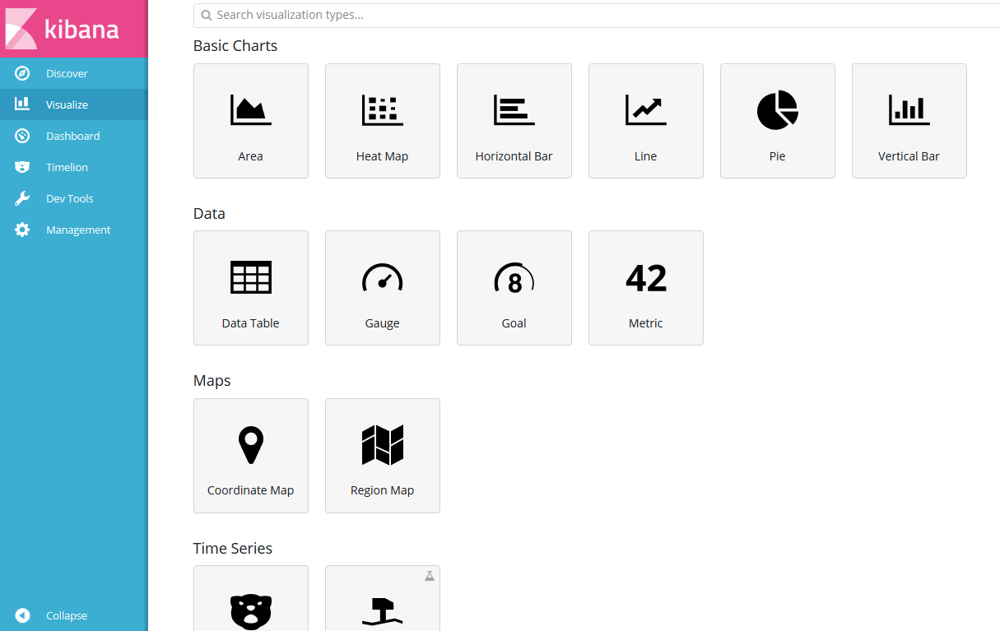 kibana
Discover
Visualize
Dashboard
Timelion
Dev Tools
Management
Collapse
Search visualization types...
Basic Charts
Area
Heat Map
Horizontal Bar
Line
Pie
Vertical Bar
Data
8
42
Data Table
Gauge
Goal
Metric
Maps
Coordinate Map
Region Map
Time Series